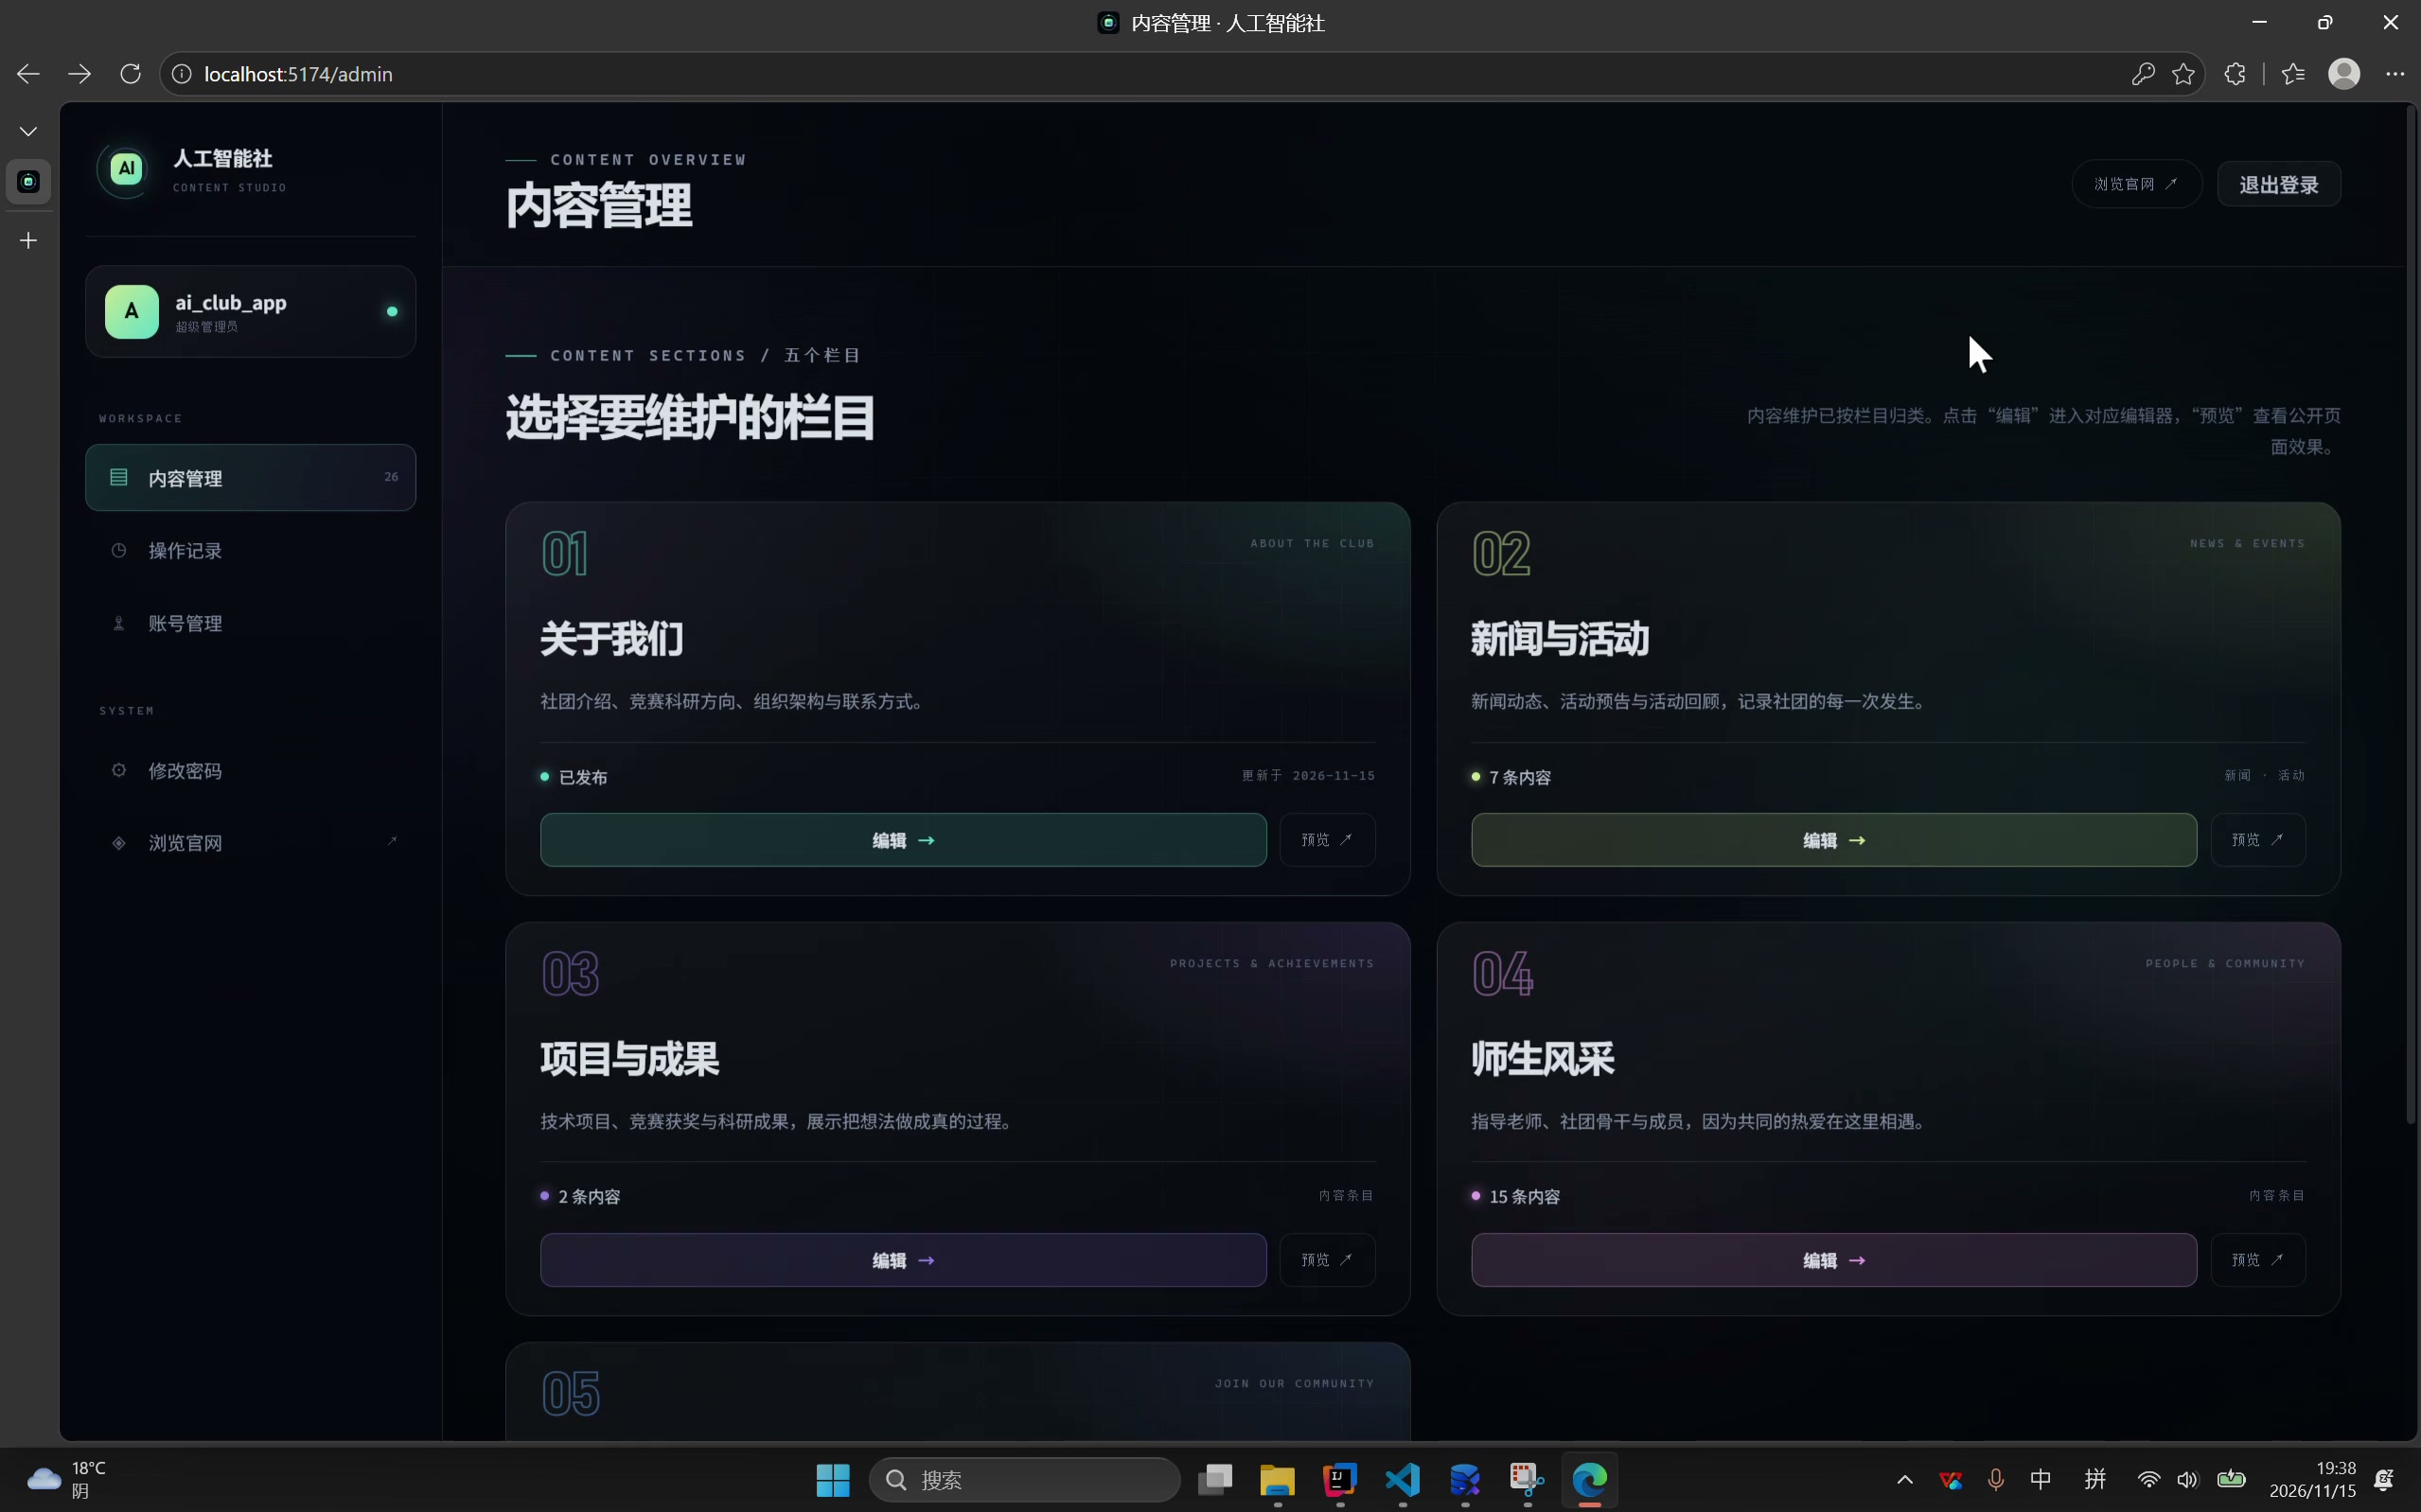 内容管理 · 人工智能社
localhost:5174/admin
AI
人工智能社
CONTENT STUDIO
A
ai_club_app
超级管理员
WORKSPACE
内容管理
26
操作记录
账号管理
SYSTEM
修改密码
浏览官网 ↗
CONTENT OVERVIEW
内容管理
浏览官网 ↗
退出登录
CONTENT SECTIONS / 五个栏目
选择要维护的栏目
内容维护已按栏目归类。点击“编辑”进入对应编辑器，“预览”查看公开页
面效果。
01
ABOUT THE CLUB
关于我们
社团介绍、竞赛科研方向、组织架构与联系方式。
已发布
更新于 2026-11-15
编辑 →
预览 ↗
02
NEWS & EVENTS
新闻与活动
新闻动态、活动预告与活动回顾，记录社团的每一次发生。
7 条内容
新闻 · 活动
编辑 →
预览 ↗
03
PROJECTS & ACHIEVEMENTS
项目与成果
技术项目、竞赛获奖与科研成果，展示把想法做成真的过程。
2 条内容
内容条目
编辑 →
预览 ↗
04
PEOPLE & COMMUNITY
师生风采
指导老师、社团骨干与成员，因为共同的热爱在这里相遇。
15 条内容
内容条目
编辑 →
预览 ↗
05
JOIN OUR COMMUNITY
18°C
阴
搜索
中
拼
19:38
2026/11/15